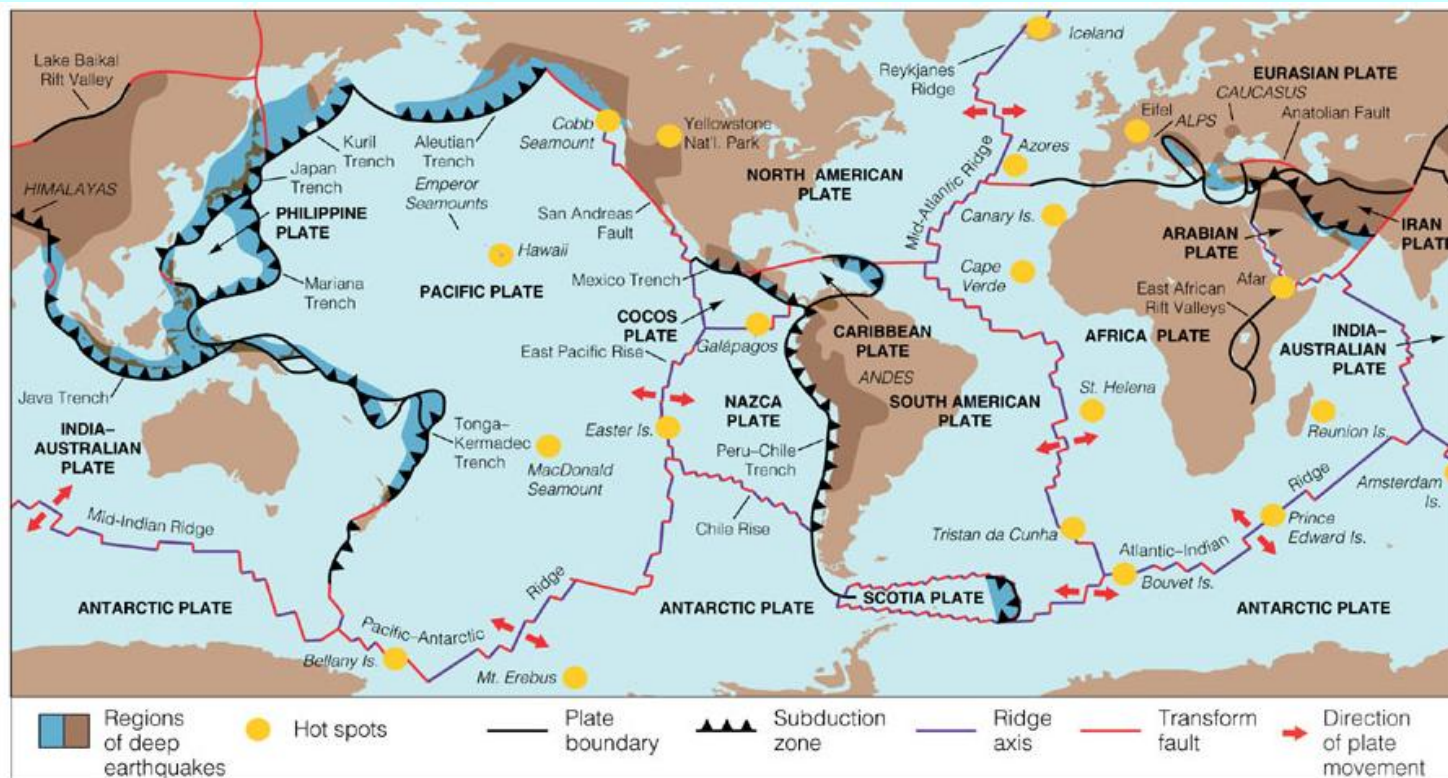 Lake Baikal
Rift Valley
HIMALAYAS
Kuril
Trench
Japan
Trench
PHILIPPINE
PLATE
Mariana
Trench
Aleutian
Trench
Emperor
Seamounts
Hawaii
PACIFIC PLATE
Cobb
Seamount
Yellowstone
Nat'l. Park
San Andreas
Fault
NORTH AMERICAN
PLATE
Reykjanes
Ridge
Iceland
EURASIAN PLATE
CAUCASUS
Eifel
ALPS
Anatolian Fault
Azores
Mid-Atlantic Ridge
Canary Is.
Cape
Verde
ARABIAN
PLATE
IRAN
PLATE
Afar
East African
Rift Valleys
Mexico Trench
COCOS
PLATE
Galápagos
CARIBBEAN
PLATE
AFRICA PLATE
INDIA–
AUSTRALIAN
PLATE
East Pacific Rise
ANDES
Java Trench
INDIA–
AUSTRALIAN
PLATE
Tonga–
Kermadec
Trench
MacDonald
Seamount
Easter Is.
NAZCA
PLATE
Peru–Chile
Trench
SOUTH AMERICAN
PLATE
St. Helena
Reunion Is.
Mid-Indian Ridge
Chile Rise
Tristan da Cunha
Atlantic–Indian
Ridge
Prince
Edward Is.
Amsterdam
Is.
Bouvet Is.
ANTARCTIC PLATE
Pacific–Antarctic
Ridge
Bellany Is.
Mt. Erebus
ANTARCTIC PLATE
SCOTIA PLATE
ANTARCTIC PLATE
Regions
of deep
earthquakes
Hot spots
Plate
boundary
Subduction
zone
Ridge
axis
Transform
fault
Direction
of plate
movement